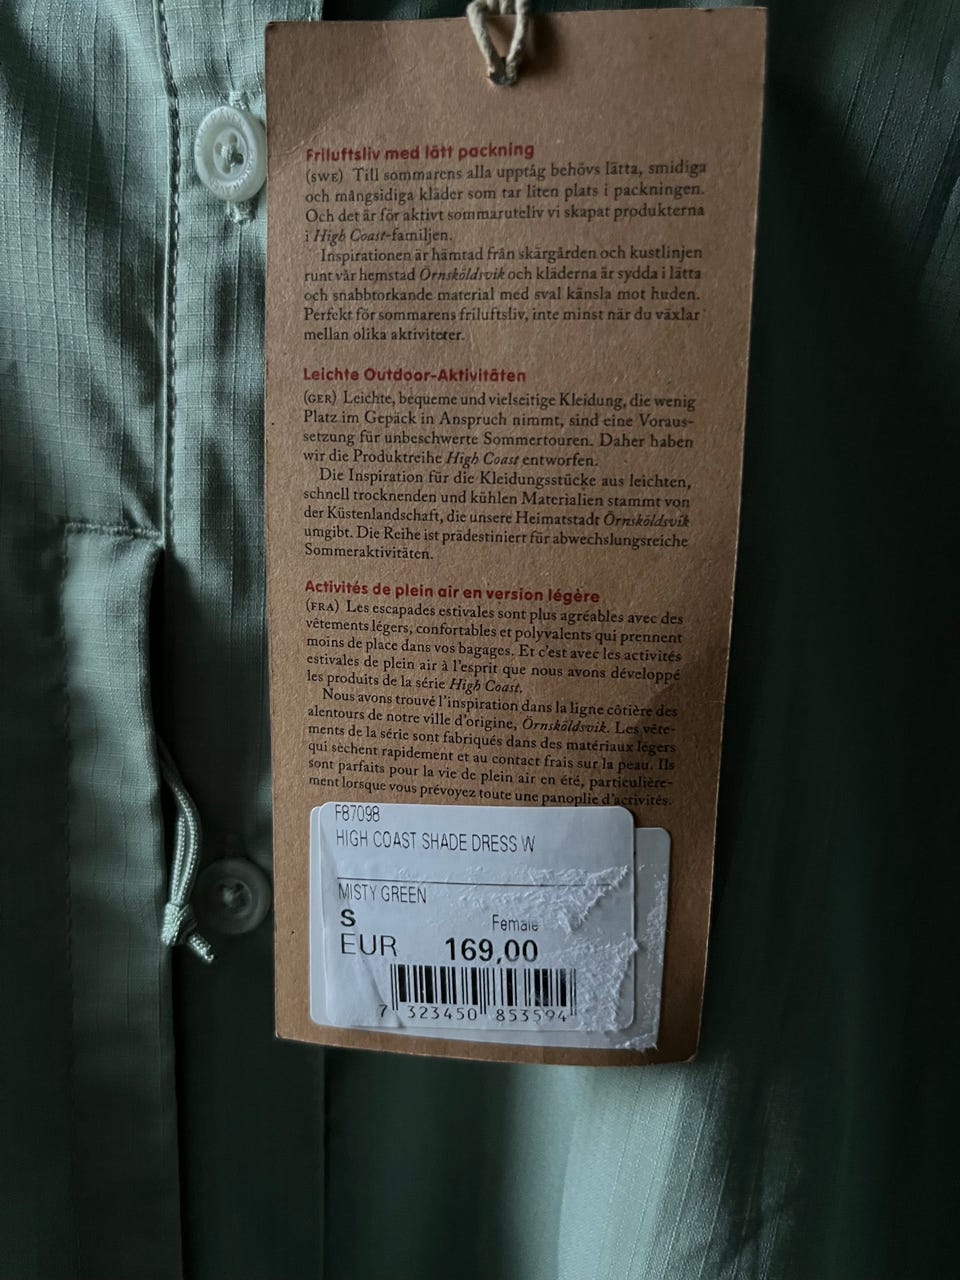 Friluftsliv med lätt packning
(SWE) Till sommarens alla upptåg behövs lätta, smidiga
och mångsidiga kläder som tar liten plats i packningen.
Och det är för aktivt sommaruteliv vi skapat produkterna
i High Coast-familjen.
Inspirationen är hämtad från skärgården och kustlinjen
runt vår hemstad Örnsköldsvik och kläderna är sydda i lätta
och snabbtorkande material med sval känsla mot huden.
Perfekt för sommarens friluftsliv, inte minst när du växlar
mellan olika aktiviteter.
Leichte Outdoor-Aktivitäten
(GER) Leichte, bequeme und vielseitige Kleidung, die wenig
Platz im Gepäck in Anspruch nimmt, sind eine Voraus-
setzung für unbeschwerte Sommertouren. Daher haben
wir die Produktreihe High Coast entworfen.
Die Inspiration für die Kleidungsstücke aus leichten,
schnell trocknenden und kühlen Materialien stammt von
der Küstenlandschaft, die unsere Heimatstadt Örnsköldsvik
umgibt. Die Reihe ist prädestiniert für abwechslungsreiche
Sommeraktivitäten.
Activités de plein air en version légère
(FRA) Les escapades estivales sont plus agréables avec des
vêtements légers, confortables et polyvalents qui prennent
moins de place dans vos bagages. Et c'est avec les activités
estivales de plein air à l'esprit que nous avons développé
les produits de la série High Coast.
Nous avons trouvé l'inspiration dans la ligne côtière des
alentours de notre ville d'origine, Örnsköldsvik. Les vête-
ments de la série sont fabriqués dans des matériaux légers
qui sèchent rapidement et au contact frais sur la peau. Ils
sont parfaits pour la vie de plein air en été, particulière-
ment lorsque vous prévoyez toute une panoplie d'activités.
F87098
HIGH COAST SHADE DRESS W
MISTY GREEN
S Female
EUR 169,00
7 323450 853594